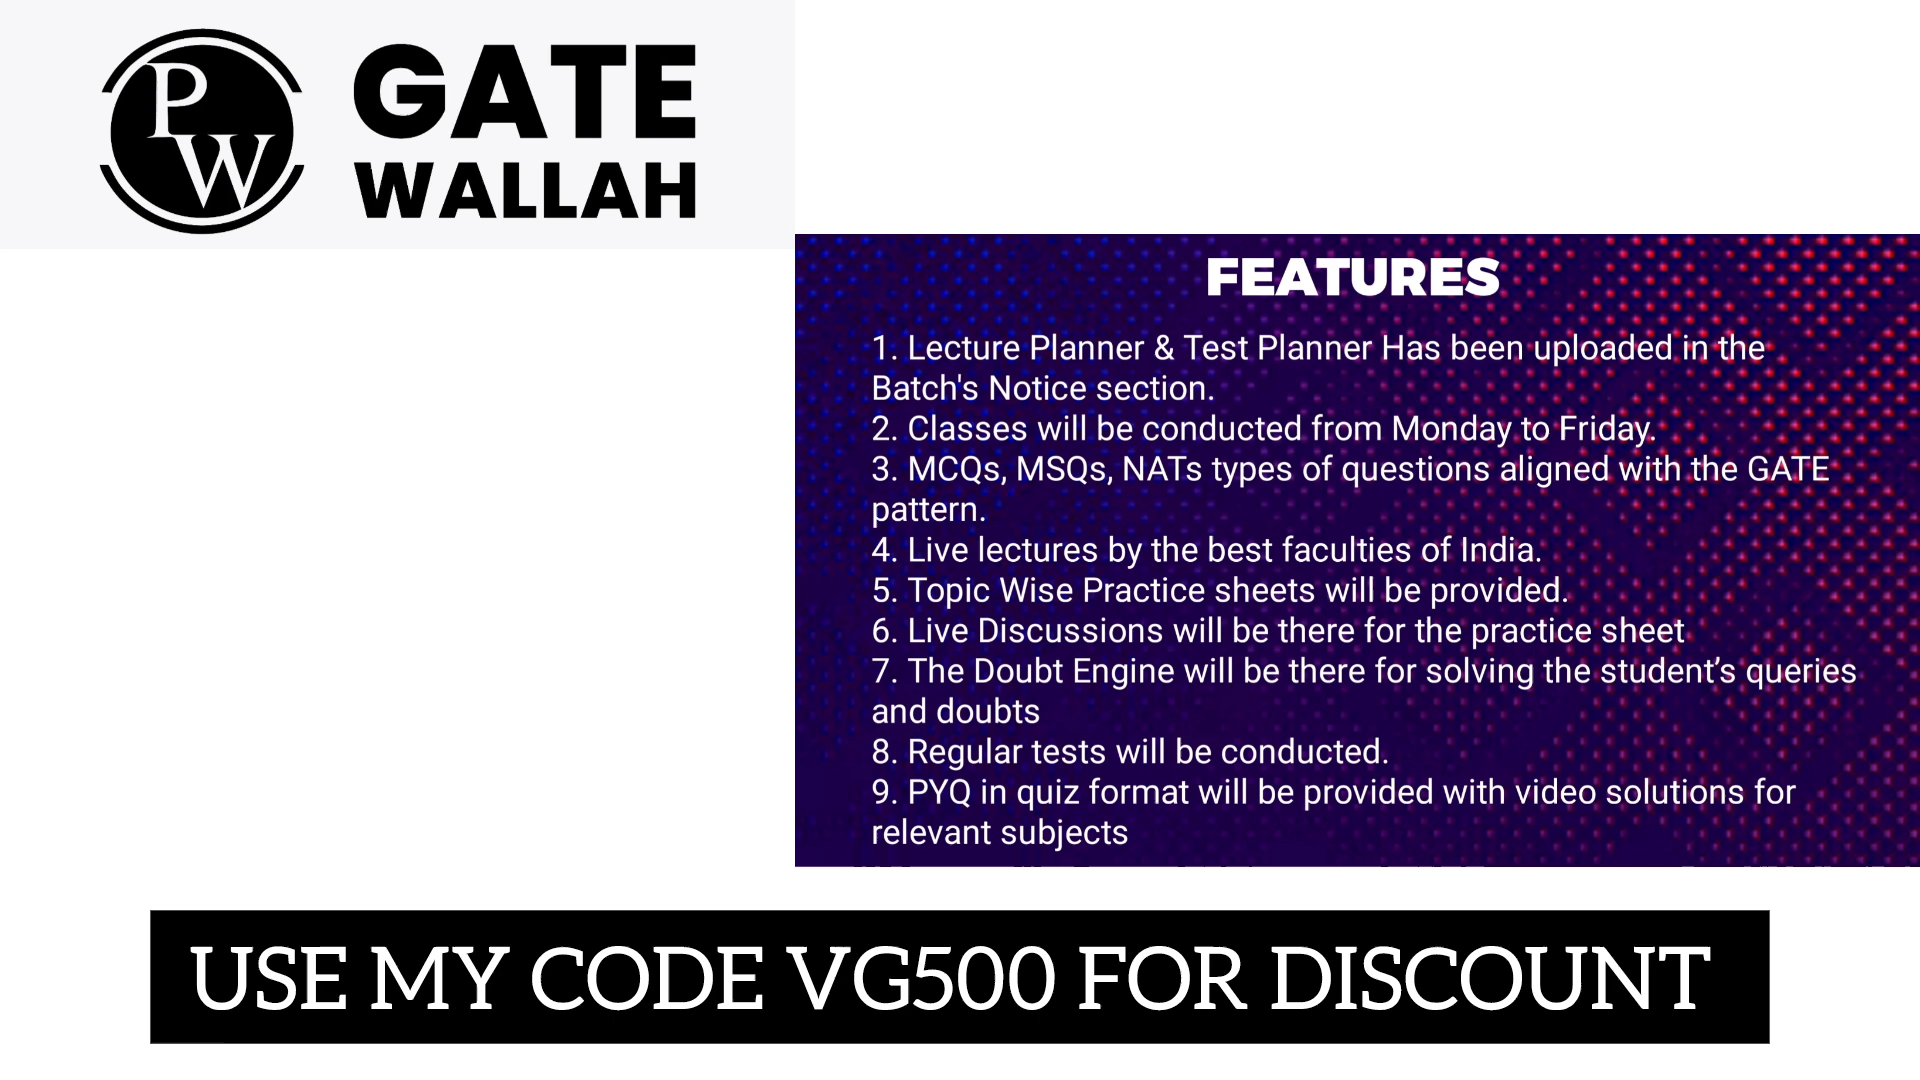 PW
GATE
WALLAH
FEATURES
1. Lecture Planner & Test Planner Has been uploaded in the
Batch's Notice section.
2. Classes will be conducted from Monday to Friday.
3. MCQs, MSQs, NATs types of questions aligned with the GATE
pattern.
4. Live lectures by the best faculties of India.
5. Topic Wise Practice sheets will be provided.
6. Live Discussions will be there for the practice sheet
7. The Doubt Engine will be there for solving the student’s queries
and doubts
8. Regular tests will be conducted.
9. PYQ in quiz format will be provided with video solutions for
relevant subjects
USE MY CODE VG500 FOR DISCOUNT